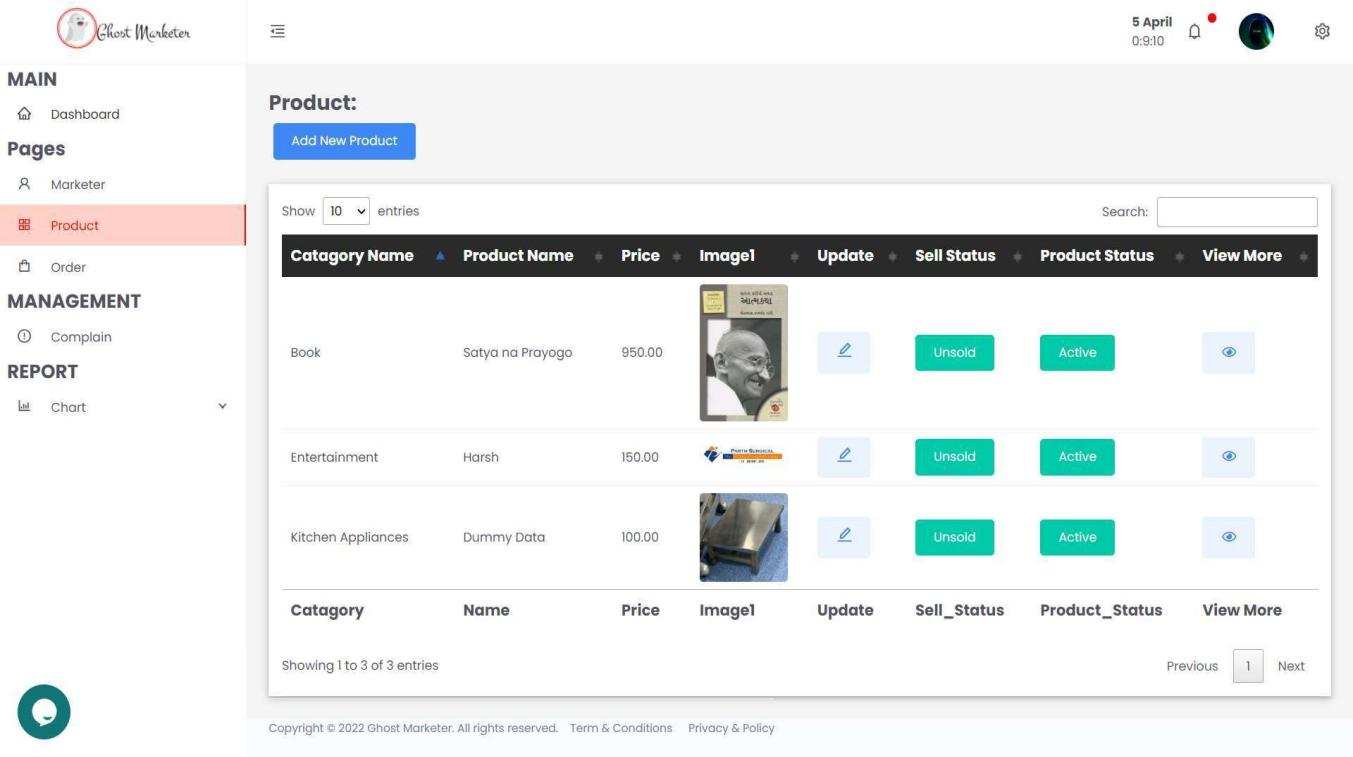 Ghost Marketer
5 April
0:9:10
MAIN
Dashboard
Pages
Marketer
Product
Order
MANAGEMENT
Complain
REPORT
Chart
Product:
Add New Product
Show 10 entries
Search:
Catagory Name Product Name Price Image1 Update Sell Status Product Status View More
આત્મકથા
Book Satya na Prayogo 950.00 Unsold Active
Entertainment Harsh 150.00 PARTH SURGICAL Unsold Active
Kitchen Appliances Dummy Data 100.00 Unsold Active
Catagory Name Price Image1 Update Sell_Status Product_Status View More
Showing 1 to 3 of 3 entries
Previous 1 Next
Copyright © 2022 Ghost Marketer. All rights reserved. Term & Conditions Privacy & Policy